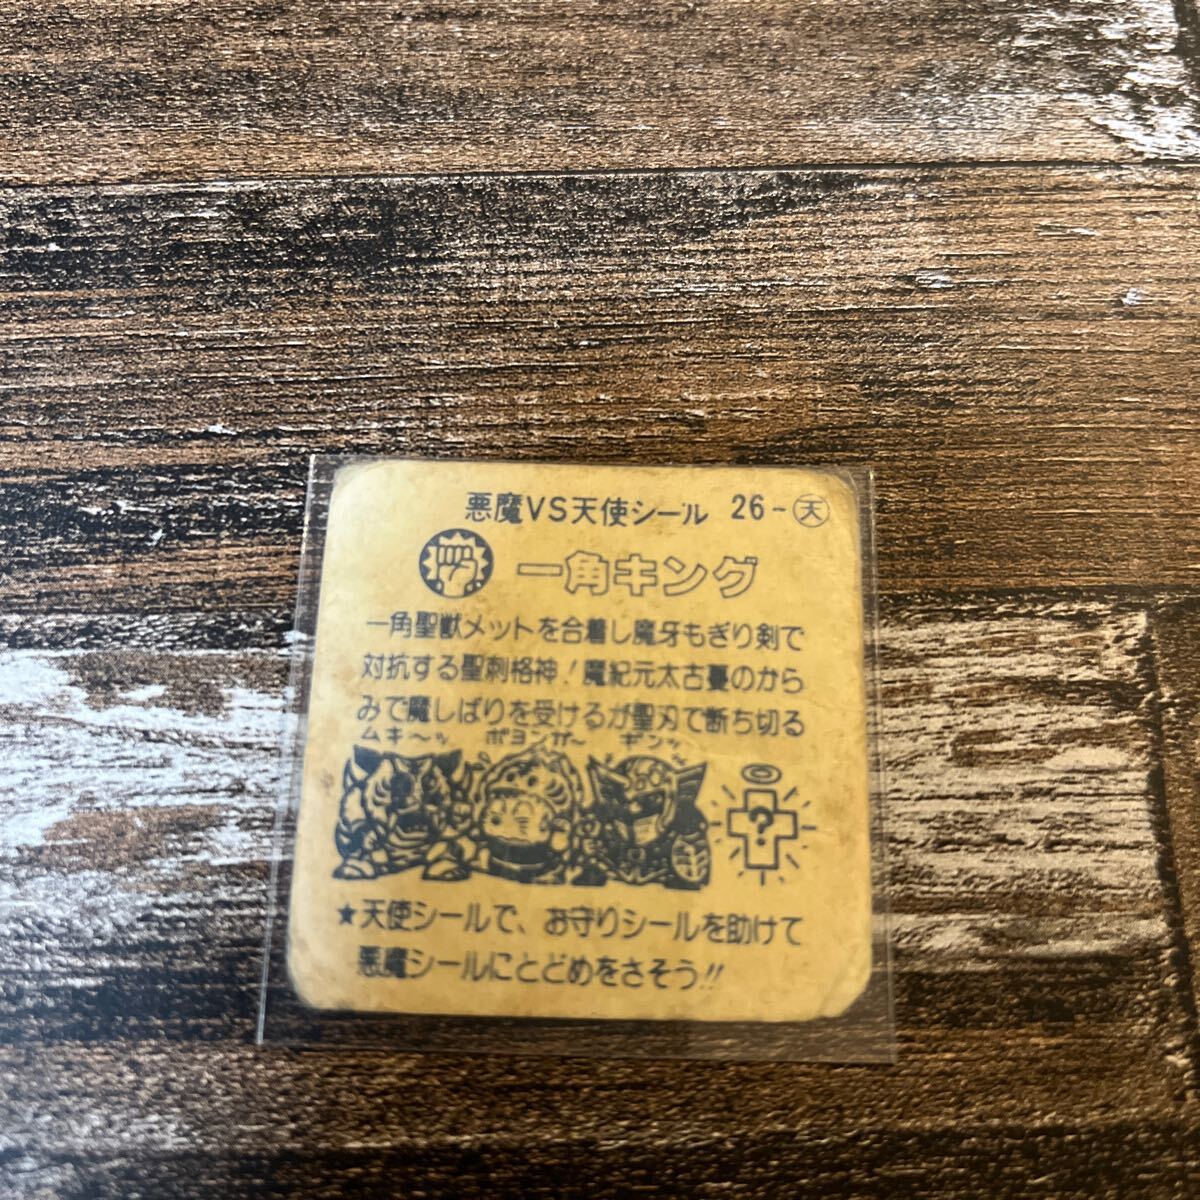 悪魔VS天使シール 26-㊝天
一角キング
一角聖獣メットを合着し魔牙もぎり剣で
対抗する聖刺格神！魔紀元太古憂のから
みで魔しばりを受けるが聖刃で断ち切る
ムキ〜ッ ボヨンガ〜 ギンッ
?
★天使シールで、お守りシールを助けて
悪魔シールにとどめをさそう!!